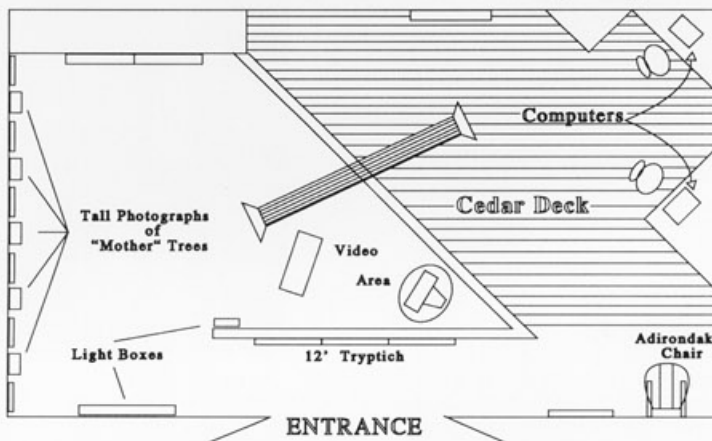 Computers
Cedar Deck
Tall Photographs
of
"Mother" Trees
Video
Area
Light Boxes
12' Tryptich
Adirondak
Chair
ENTRANCE